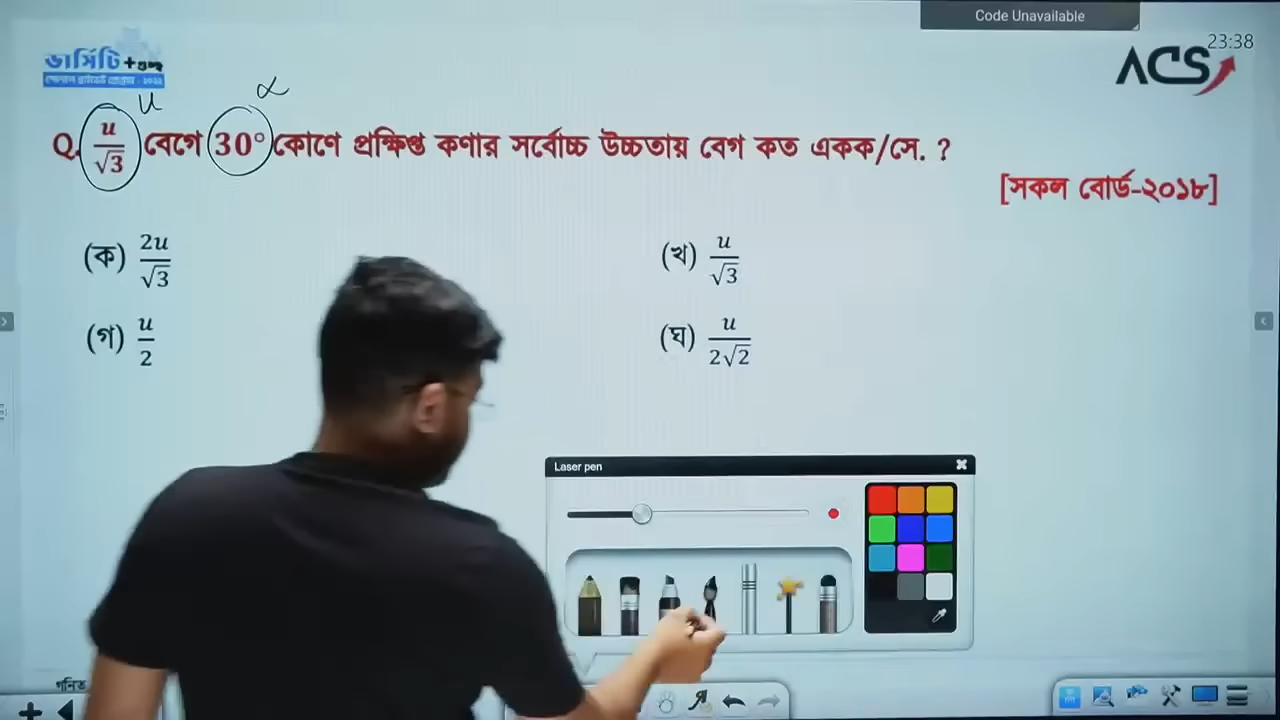 Code Unavailable
23:38
ভার্সিটি +গুচ্ছ
ACS
u
α
Q. u/√3 বেগে 30° কোণে প্রক্ষিপ্ত কণার সর্বোচ্চ উচ্চতায় বেগ কত একক/সে. ?
[সকল বোর্ড-২০১৮]
(ক) 2u/√3
(খ) u/√3
(গ) u/2
(ঘ) u/2√2
Laser pen
গনিত